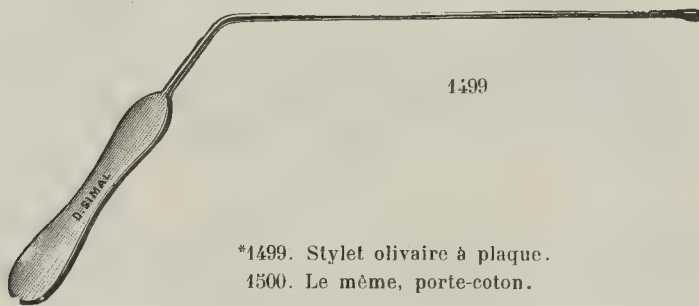 1499
D. SIMAL
*1499. Stylet olivaire à plaque.
1500. Le même, porte-coton.